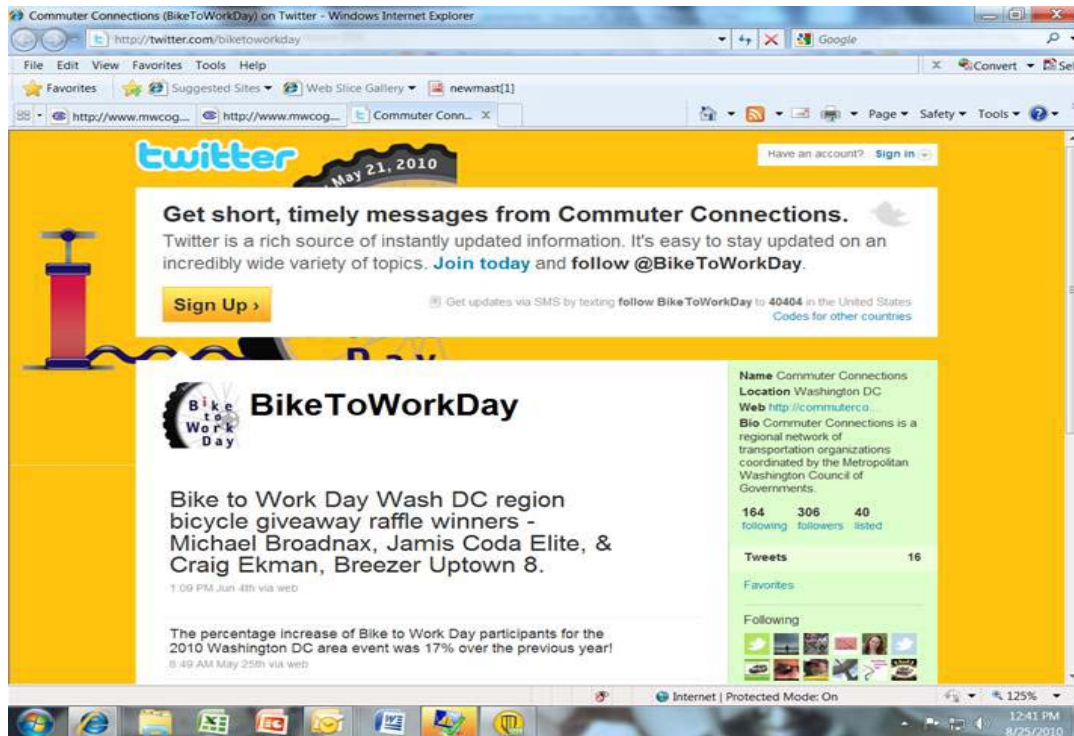 Commuter Connections (BikeToWorkDay) on Twitter - Windows Internet Explorer
http://twitter.com/biketoworkday
Google
File Edit View Favorites Tools Help
x Convert Sel
Favorites Suggested Sites Web Slice Gallery newmast[1]
http://www.mwcog... http://www.mwcog... Commuter Conn... X
Page Safety Tools
twitter
May 21, 2010
Have an account? Sign in
Get short, timely messages from Commuter Connections.
Twitter is a rich source of instantly updated information. It's easy to stay updated on an
incredibly wide variety of topics. Join today and follow @BikeToWorkDay.
Sign Up ›
Get updates via SMS by texting follow BikeToWorkDay to 40404 in the United States
Codes for other countries
Day
Bike
to
Work
Day
BikeToWorkDay
Bike to Work Day Wash DC region
bicycle giveaway raffle winners -
Michael Broadnax, Jamis Coda Elite, &
Craig Ekman, Breezer Uptown 8.
1:09 PM Jun 4th via web
The percentage increase of Bike to Work Day participants for the
2010 Washington DC area event was 17% over the previous year!
8:49 AM May 25th via web
Name Commuter Connections
Location Washington DC
Web http://commuterco...
Bio Commuter Connections is a
regional network of
transportation organizations
coordinated by the Metropolitan
Washington Council of
Governments.
164 306 40
following followers listed
Tweets 16
Favorites
Following
Internet | Protected Mode: On
125%
12:41 PM
8/25/2010